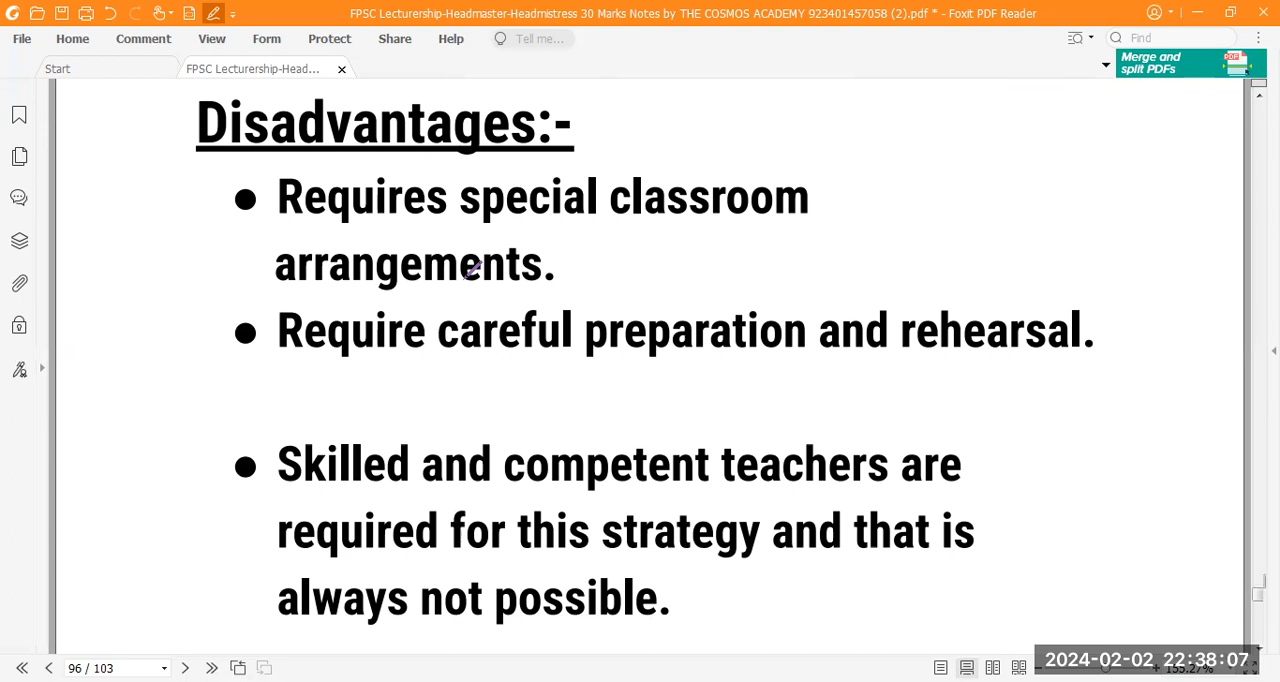 FPSC Lecturership-Headmaster-Headmistress 30 Marks Notes by THE COSMOS ACADEMY 923401457058 (2).pdf * - Foxit PDF Reader
File Home Comment View Form Protect Share Help Tell me... Find
Start FPSC Lecturership-Head... Merge and
split PDFs
Disadvantages:-
● Requires special classroom
arrangements.
● Require careful preparation and rehearsal.
● Skilled and competent teachers are
required for this strategy and that is
always not possible.
96 / 103
2024-02-02 22:38:07
155.27%